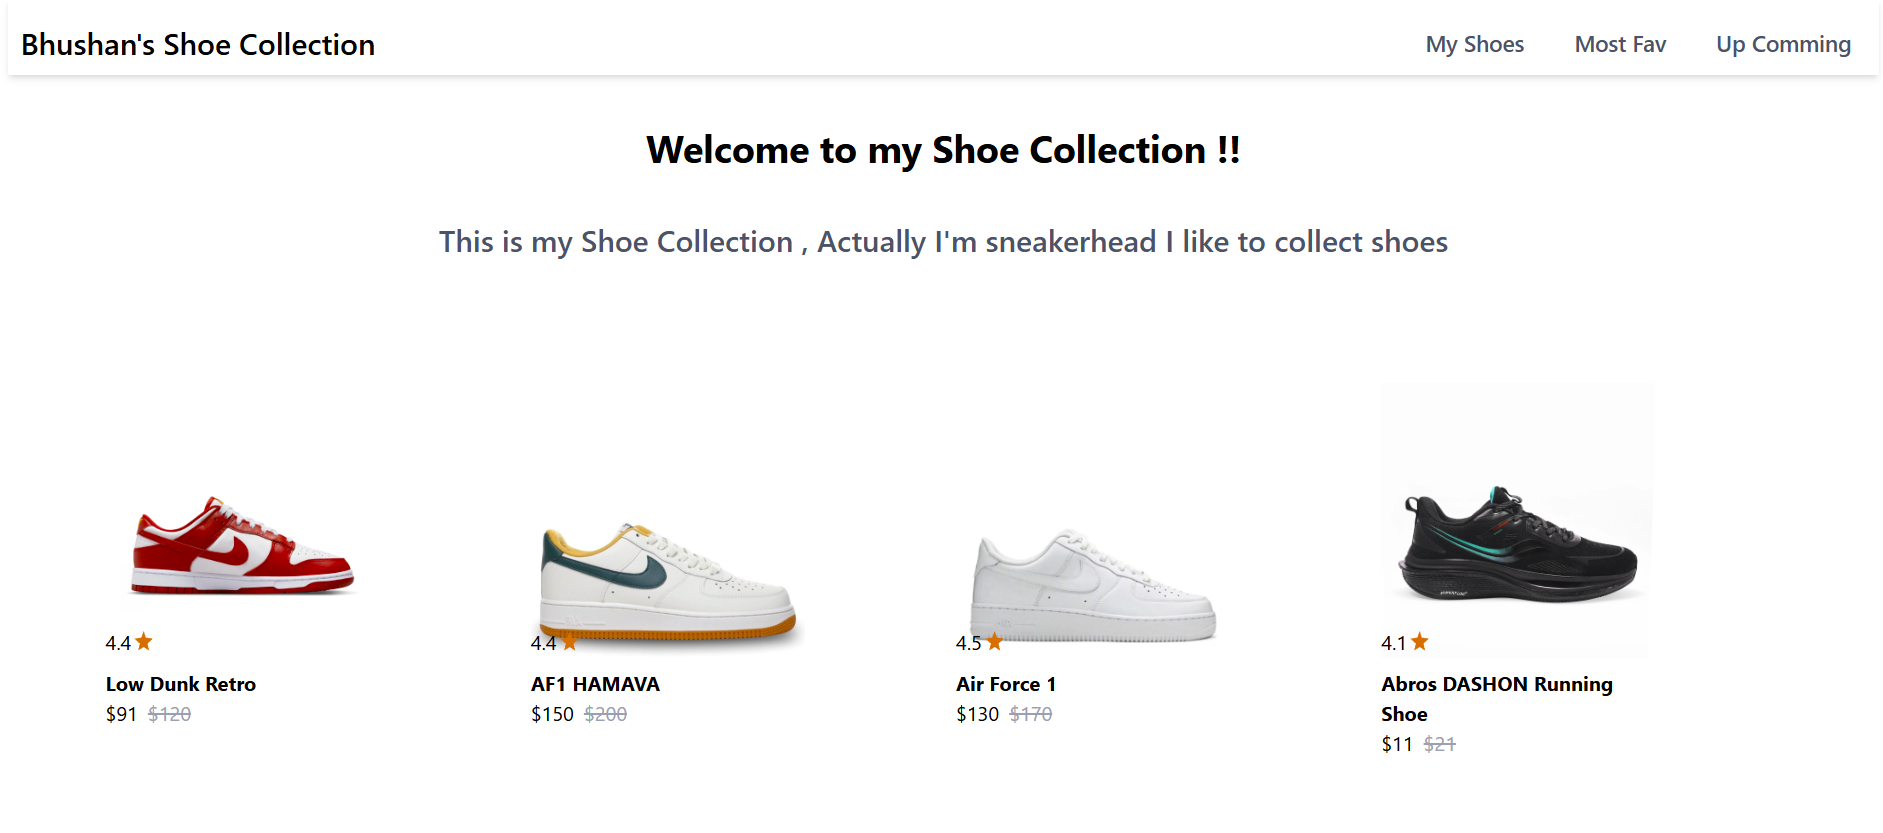 Bhushan's Shoe Collection
My Shoes
Most Fav
Up Comming
Welcome to my Shoe Collection !!
This is my Shoe Collection , Actually I'm sneakerhead I like to collect shoes
4.4
Low Dunk Retro
$91 $120
4.4
AF1 HAMAVA
$150 $200
4.5
Air Force 1
$130 $170
4.1
Abros DASHON Running
Shoe
$11 $21